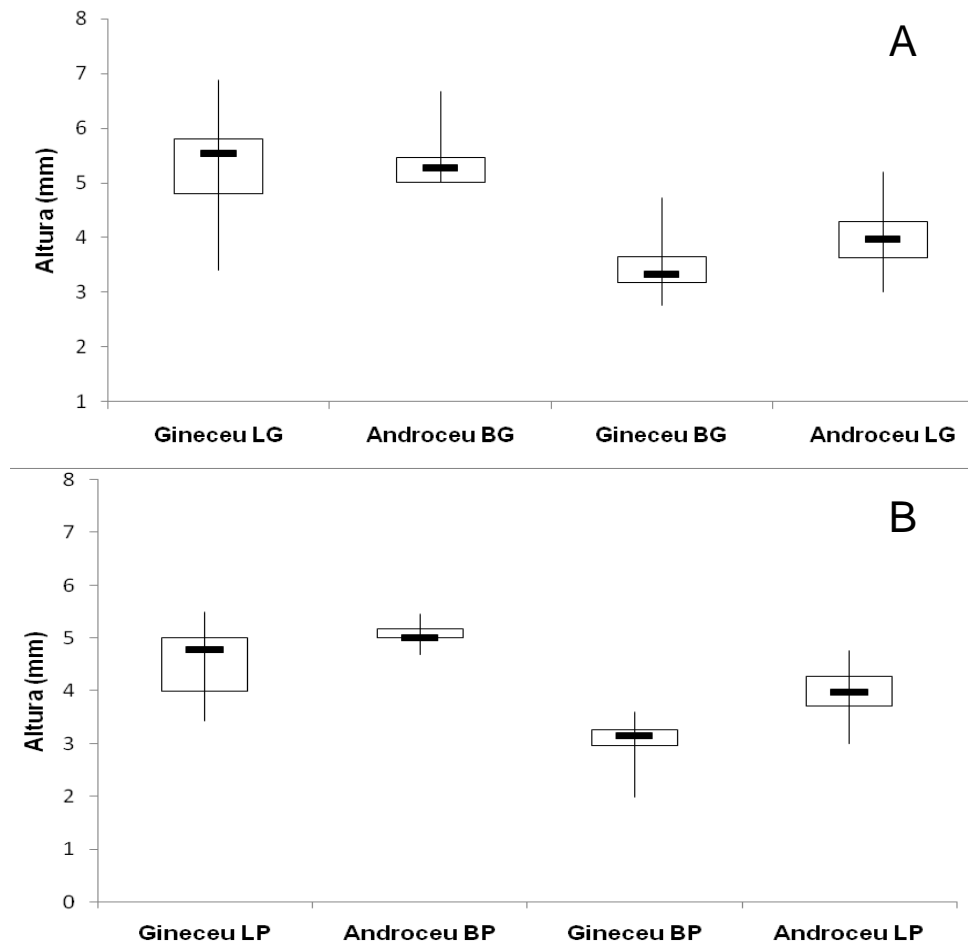 A
8
7
6
5
4
3
2
1
Altura (mm)
Gineceu LG Androceu BG Gineceu BG Androceu LG
B
8
7
6
5
4
3
2
1
0
Altura (mm)
Gineceu LP Androceu BP Gineceu BP Androceu LP